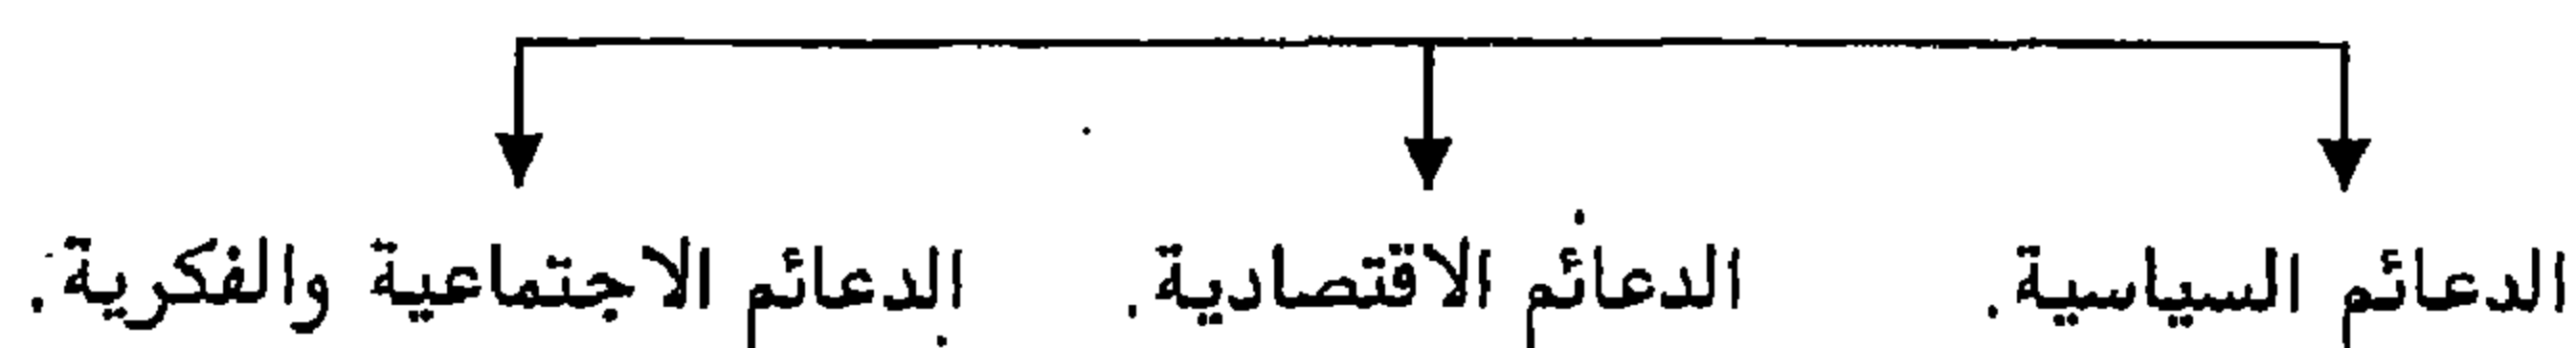 الدعائم السياسية. الدعائم الاقتصادية. الدعائم الاجتماعية والفكرية.